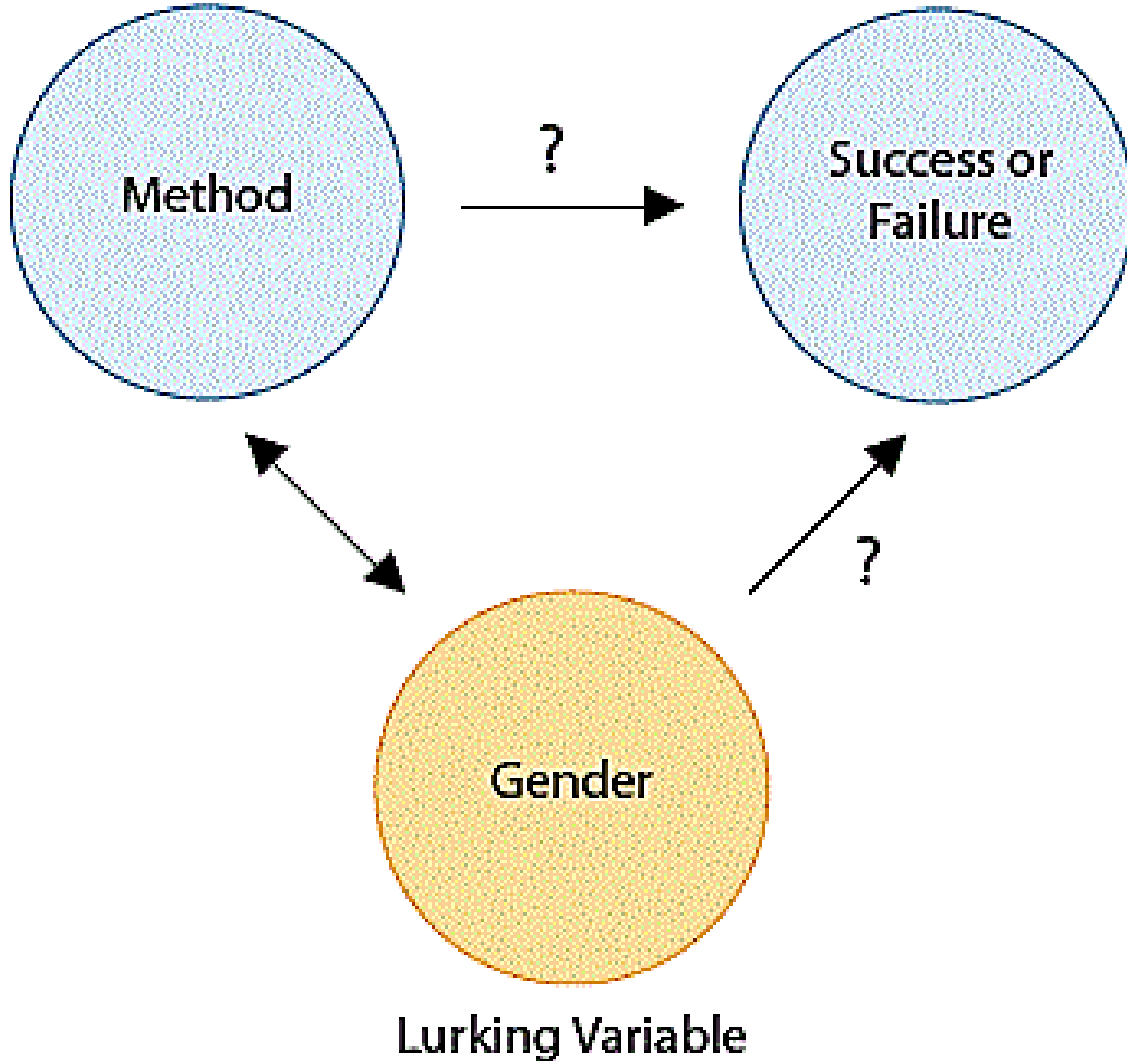 Method
?
Success or
Failure
?
Gender
Lurking Variable